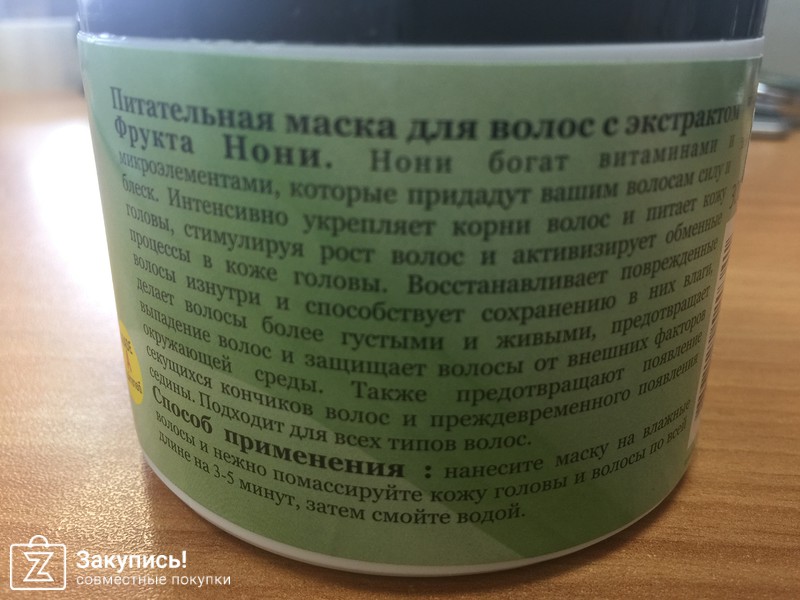 Питательная маска для волос с экстрактом
Фрукта Нони. Нони богат витаминами и
микроэлементами, которые придадут вашим волосам силу и
блеск. Интенсивно укрепляет корни волос и питает кожу
головы, стимулируя рост волос и активизирует обменные
процессы в коже головы. Восстанавливает поврежденные
волосы изнутри и способствует сохранению в них влаги,
делает волосы более густыми и живыми, предотвращает
выпадение волос и защищает волосы от внешних факторов
окружающей среды. Также предотвращают появление
секущихся кончиков волос и преждевременного появления
седины. Подходит для всех типов волос.
Способ применения : нанесите маску на влажные
волосы и нежно помассируйте кожу головы и волосы по всей
длине на 3-5 минут, затем смойте водой.
Закупись!
совместные покупки